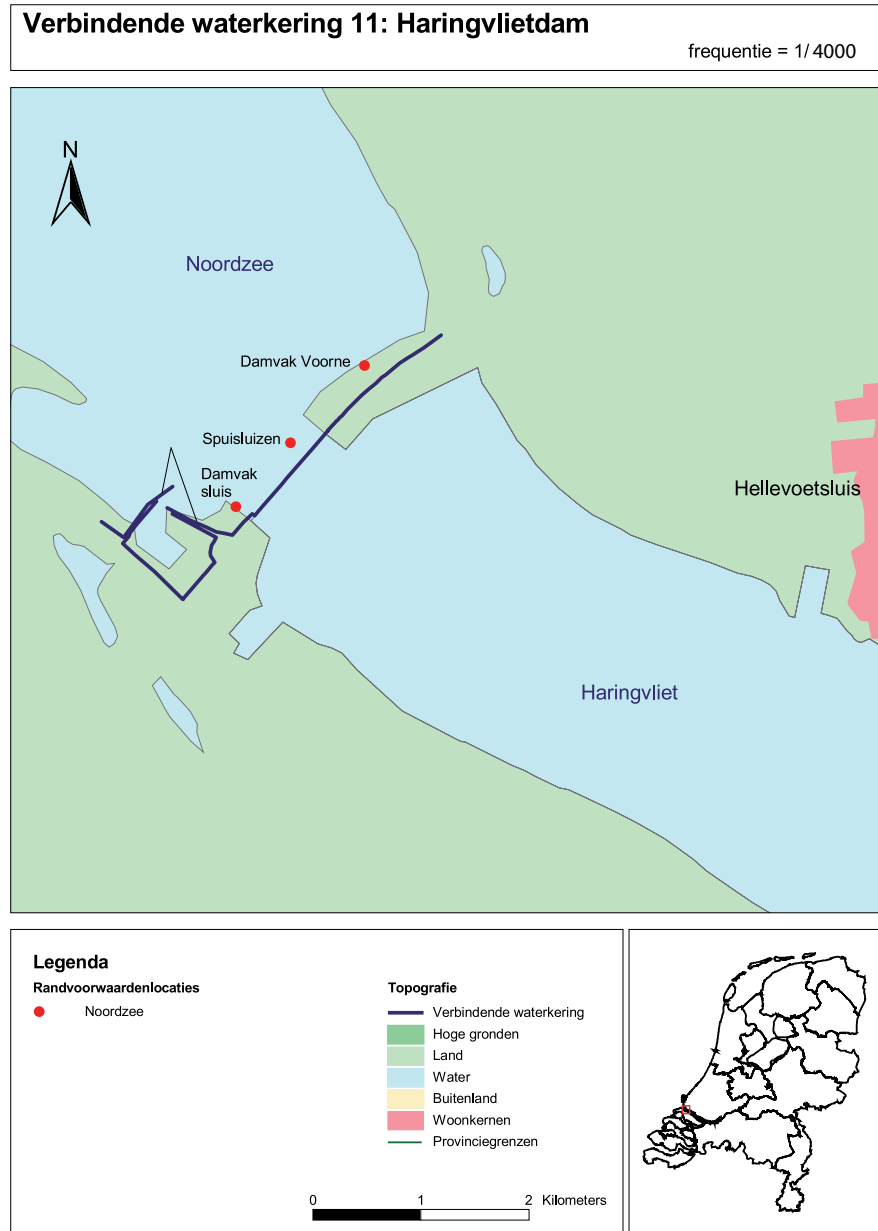 Verbindende waterkering 11: Haringvlietdam
frequentie = 1/4000
N
Noordzee
Damvak Voorne
Spuisluizen
Damvak
sluis
Hellevoetsluis
Haringvliet
Legenda
Randvoorwaardenlocaties
Noordzee
Topografie
Verbindende waterkering
Hoge gronden
Land
Water
Buitenland
Woonkernen
Provinciegrenzen
0 1 2 Kilometers